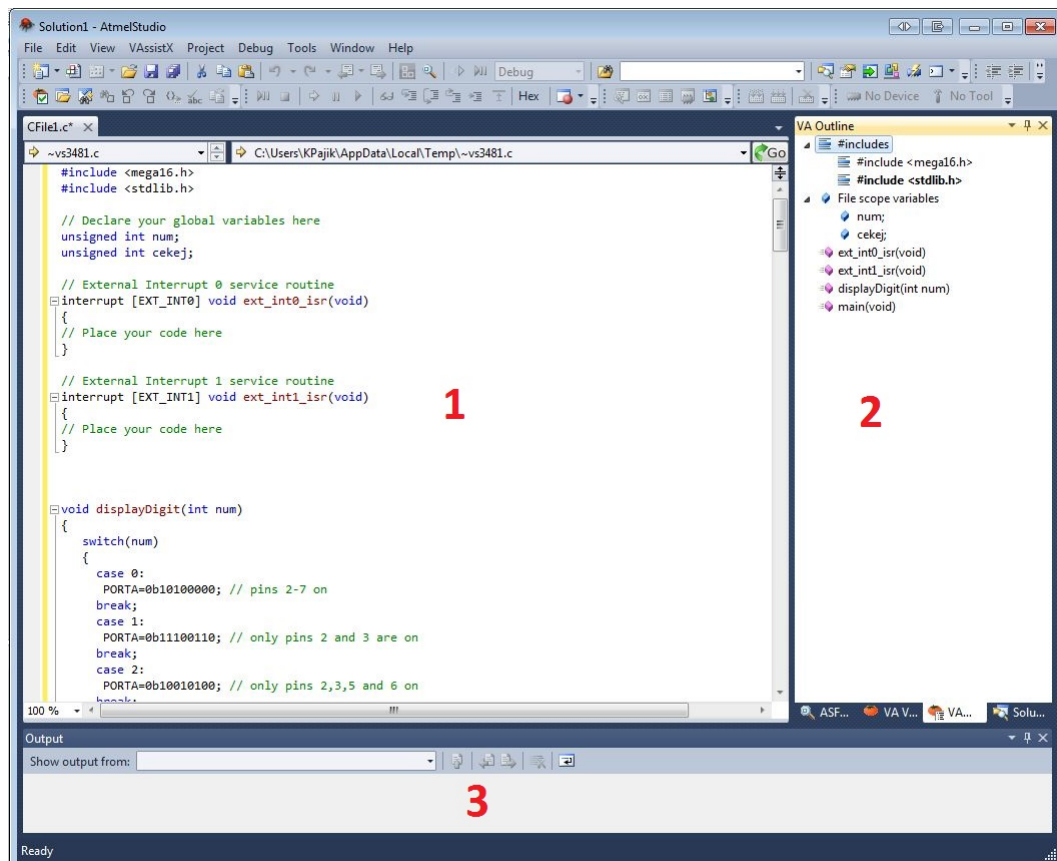 Solution1 - AtmelStudio
File Edit View VAssistX Project Debug Tools Window Help
Debug
Hex No Device No Tool
CFile1.c*
~vs3481.c C:\Users\KPajik\AppData\Local\Temp\~vs3481.c Go
#include <mega16.h>
#include <stdlib.h>
// Declare your global variables here
unsigned int num;
unsigned int cekej;
// External Interrupt 0 service routine
interrupt [EXT_INT0] void ext_int0_isr(void)
{
// Place your code here
}
// External Interrupt 1 service routine
interrupt [EXT_INT1] void ext_int1_isr(void)
{
// Place your code here
}
void displayDigit(int num)
{
switch(num)
{
case 0:
PORTA=0b10100000; // pins 2-7 on
break;
case 1:
PORTA=0b11100110; // only pins 2 and 3 are on
break;
case 2:
PORTA=0b10010100; // only pins 2,3,5 and 6 on
break;
100 %
1
VA Outline
#includes
#include <mega16.h>
#include <stdlib.h>
File scope variables
num;
cekej;
ext_int0_isr(void)
ext_int1_isr(void)
displayDigit(int num)
main(void)
2
ASF... VA V... VA... Solu...
Output
Show output from:
3
Ready